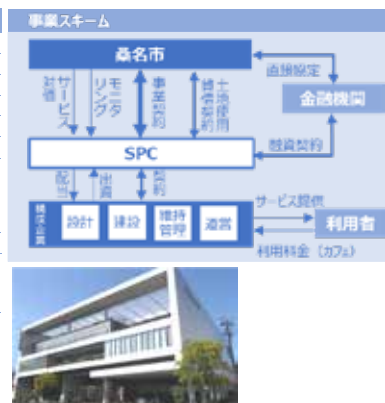 事業スキーム
桑名市
サービス対価
モニタリング
事業契約
土地使用貸借契約
直接協定
金融機関
SPC
融資契約
配当
出資
契約
構成企業
設計
建設
維持管理
運営
サービス提供
利用者
利用料金（カフェ）